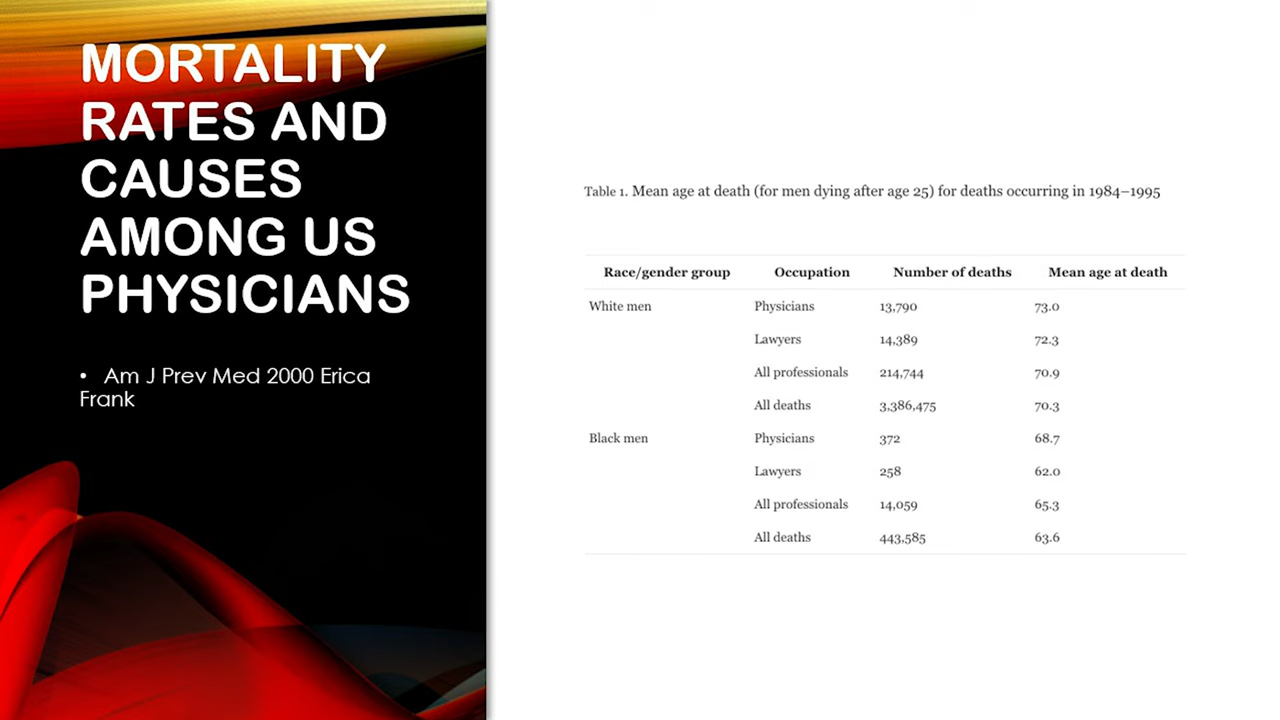 MORTALITY
RATES AND
CAUSES
AMONG US
PHYSICIANS
• Am J Prev Med 2000 Erica
Frank
Table 1. Mean age at death (for men dying after age 25) for deaths occurring in 1984–1995
Race/gender group Occupation Number of deaths Mean age at death
White men Physicians 13,790 73.0
Lawyers 14,389 72.3
All professionals 214,744 70.9
All deaths 3,386,475 70.3
Black men Physicians 372 68.7
Lawyers 258 62.0
All professionals 14,059 65.3
All deaths 443,585 63.6